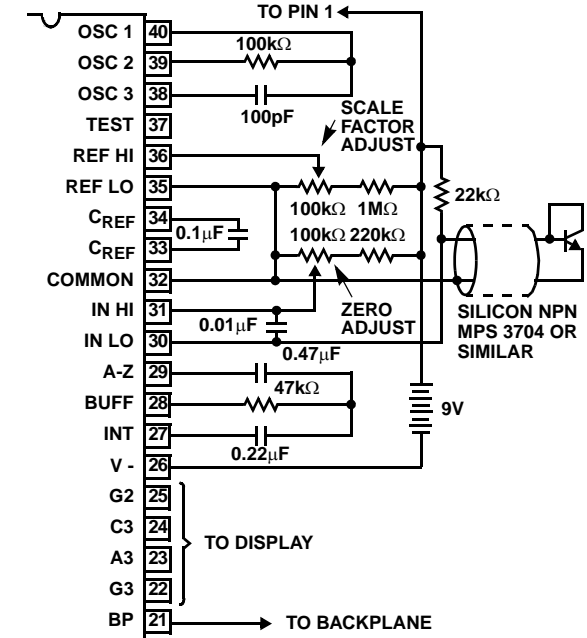 TO PIN 1
OSC 1 40
100kΩ
OSC 2 39
OSC 3 38
100pF
TEST 37
SCALE
FACTOR
ADJUST
REF HI 36
REF LO 35
100kΩ 1MΩ
22kΩ
CREF 34
0.1μF
100kΩ 220kΩ
CREF 33
COMMON 32
IN HI 31
ZERO
ADJUST
SILICON NPN
MPS 3704 OR
SIMILAR
0.01μF
IN LO 30
0.47μF
A-Z 29
47kΩ
BUFF 28
9V
INT 27
0.22μF
V - 26
G2 25
C3 24
TO DISPLAY
A3 23
G3 22
BP 21
TO BACKPLANE